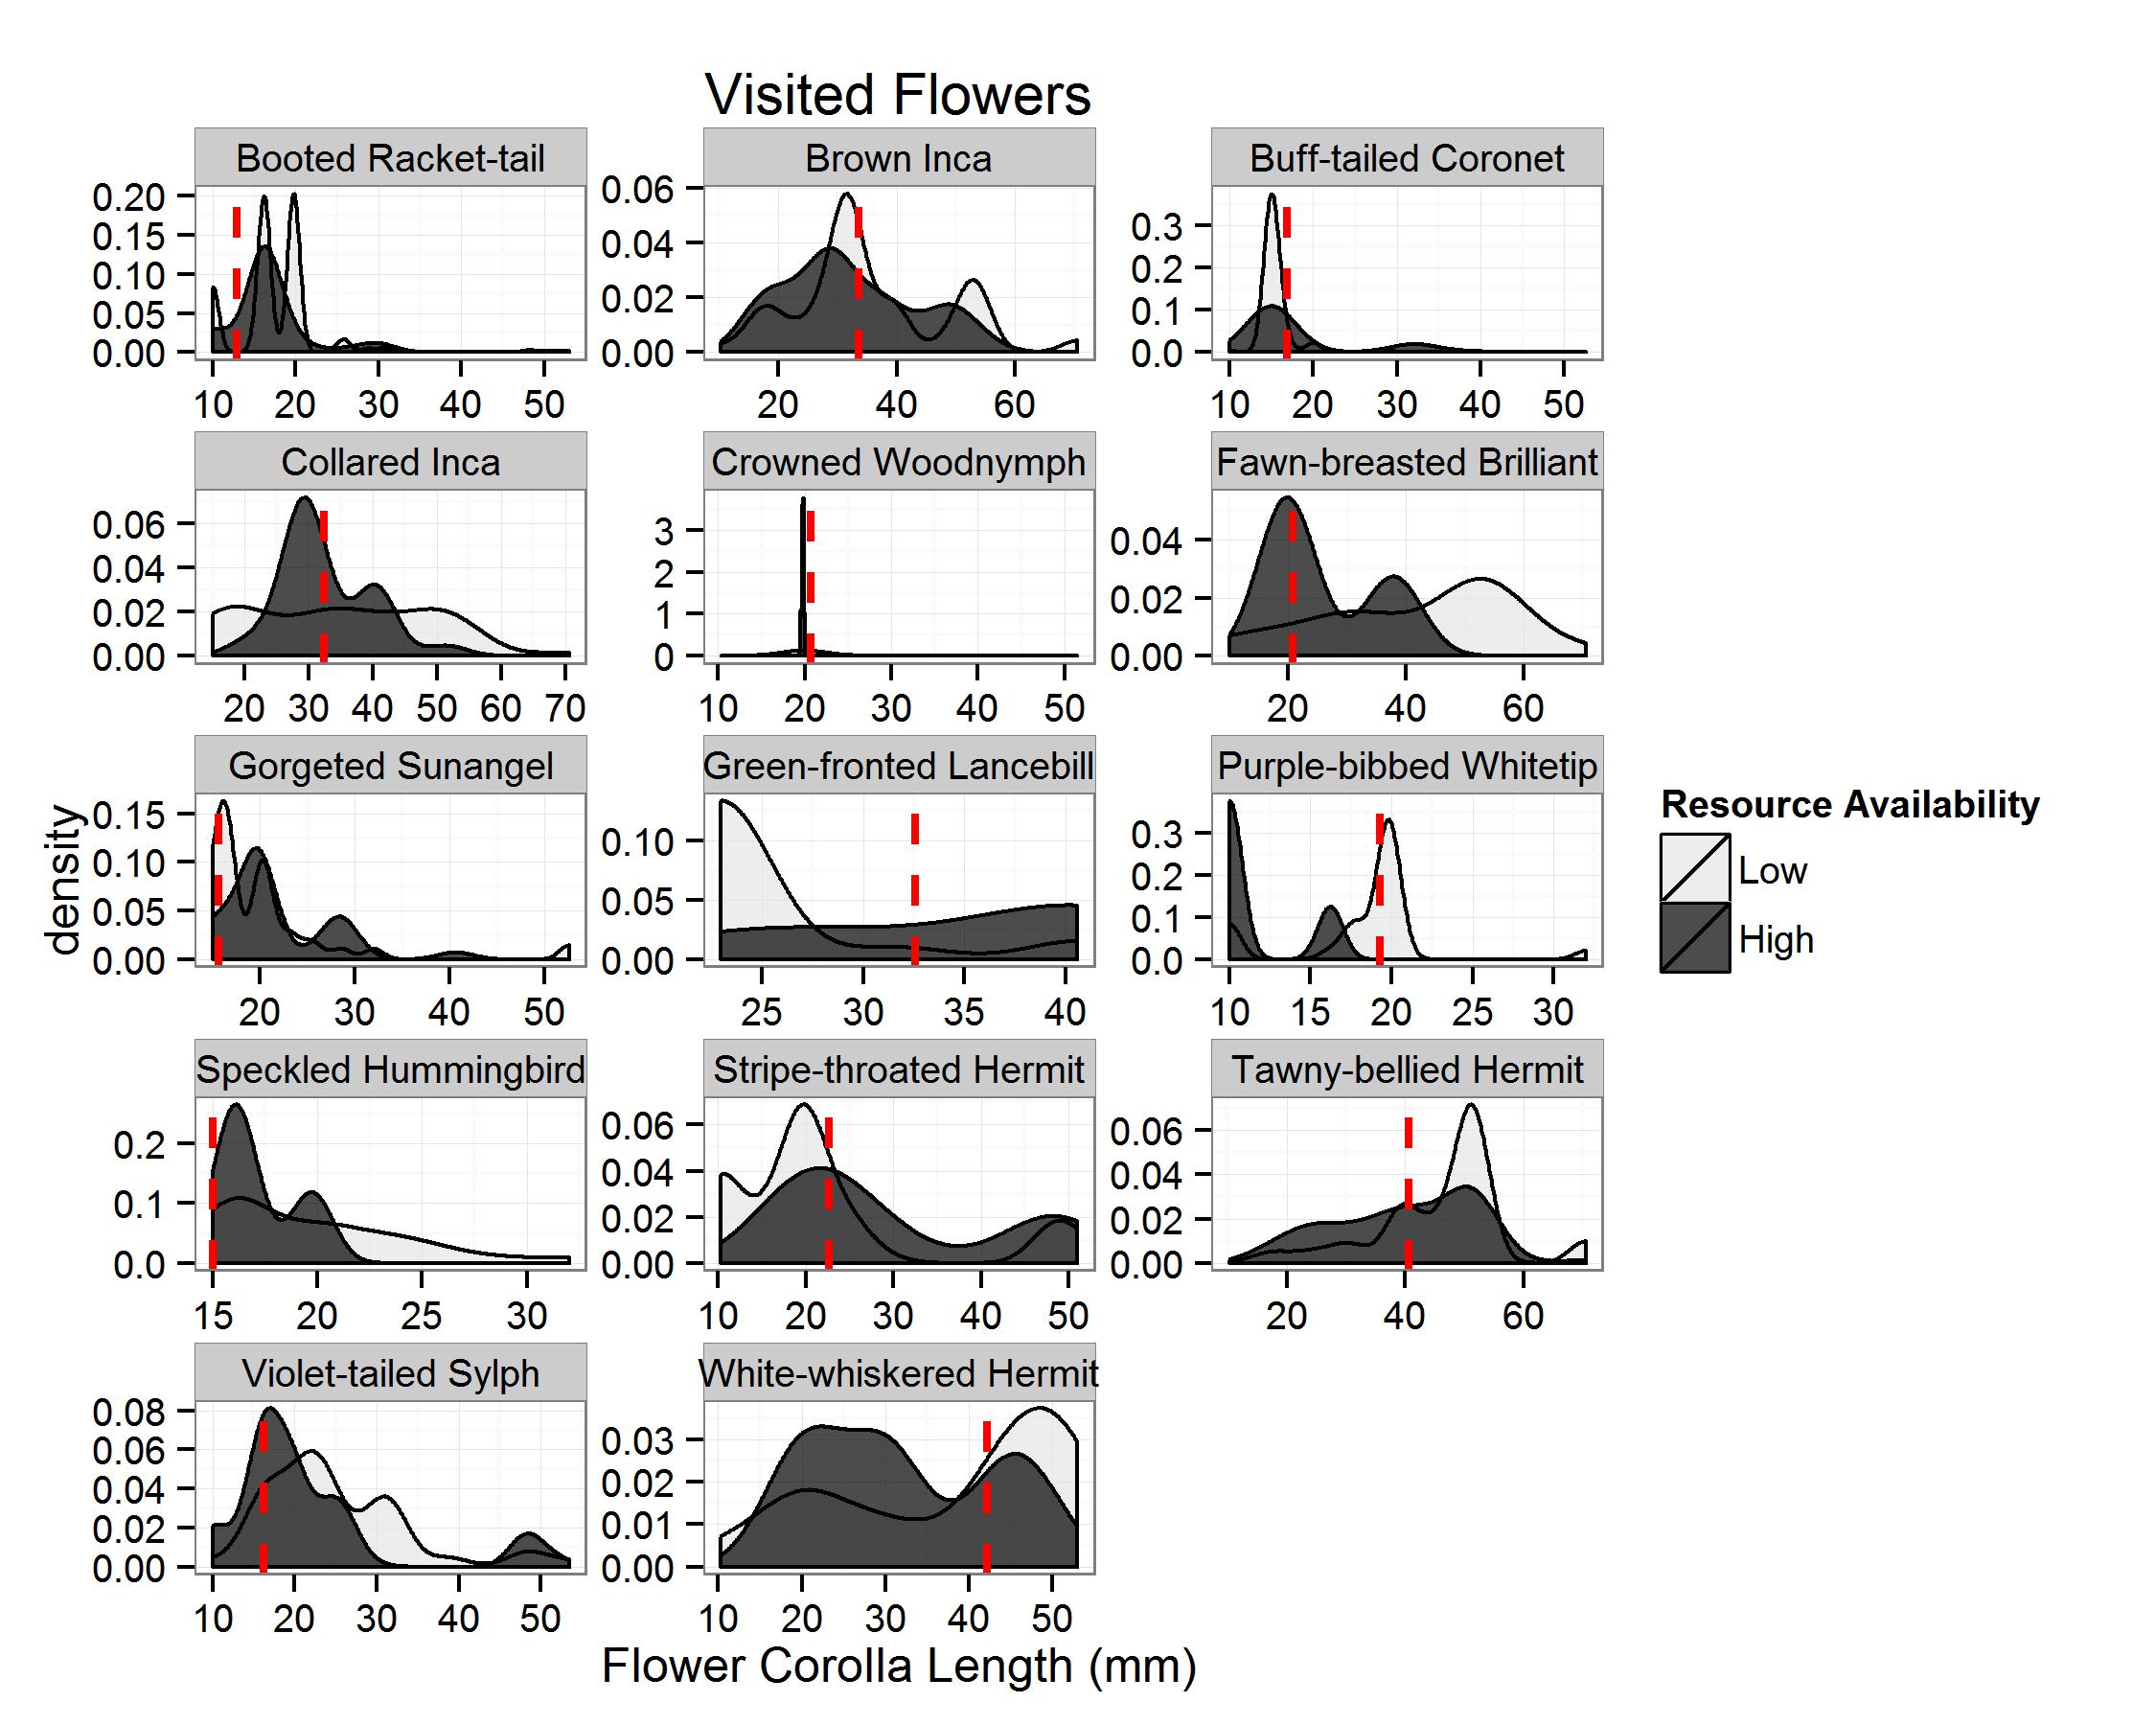 Visited Flowers
Booted Racket-tail
Brown Inca
Buff-tailed Coronet
0.20
0.15
0.10
0.05
0.00
10 20 30 40 50
0.06
0.04
0.02
0.00
20 40 60
0.3
0.2
0.1
0.0
10 20 30 40 50
Collared Inca
Crowned Woodnymph
Fawn-breasted Brilliant
0.06
0.04
0.02
0.00
20 30 40 50 60 70
3
2
1
0
10 20 30 40 50
0.04
0.02
0.00
20 40 60
Gorgeted Sunangel
Green-fronted Lancebill
Purple-bibbed Whitetip
0.15
0.10
0.05
0.00
20 30 40 50
0.10
0.05
0.00
25 30 35 40
0.3
0.2
0.1
0.0
10 15 20 25 30
Speckled Hummingbird
Stripe-throated Hermit
Tawny-bellied Hermit
0.2
0.1
0.0
15 20 25 30
0.06
0.04
0.02
0.00
10 20 30 40 50
0.06
0.04
0.02
0.00
20 40 60
Violet-tailed Sylph
White-whiskered Hermit
0.08
0.06
0.04
0.02
0.00
10 20 30 40 50
0.03
0.02
0.01
0.00
10 20 30 40 50
density
Flower Corolla Length (mm)
Resource Availability
Low
High